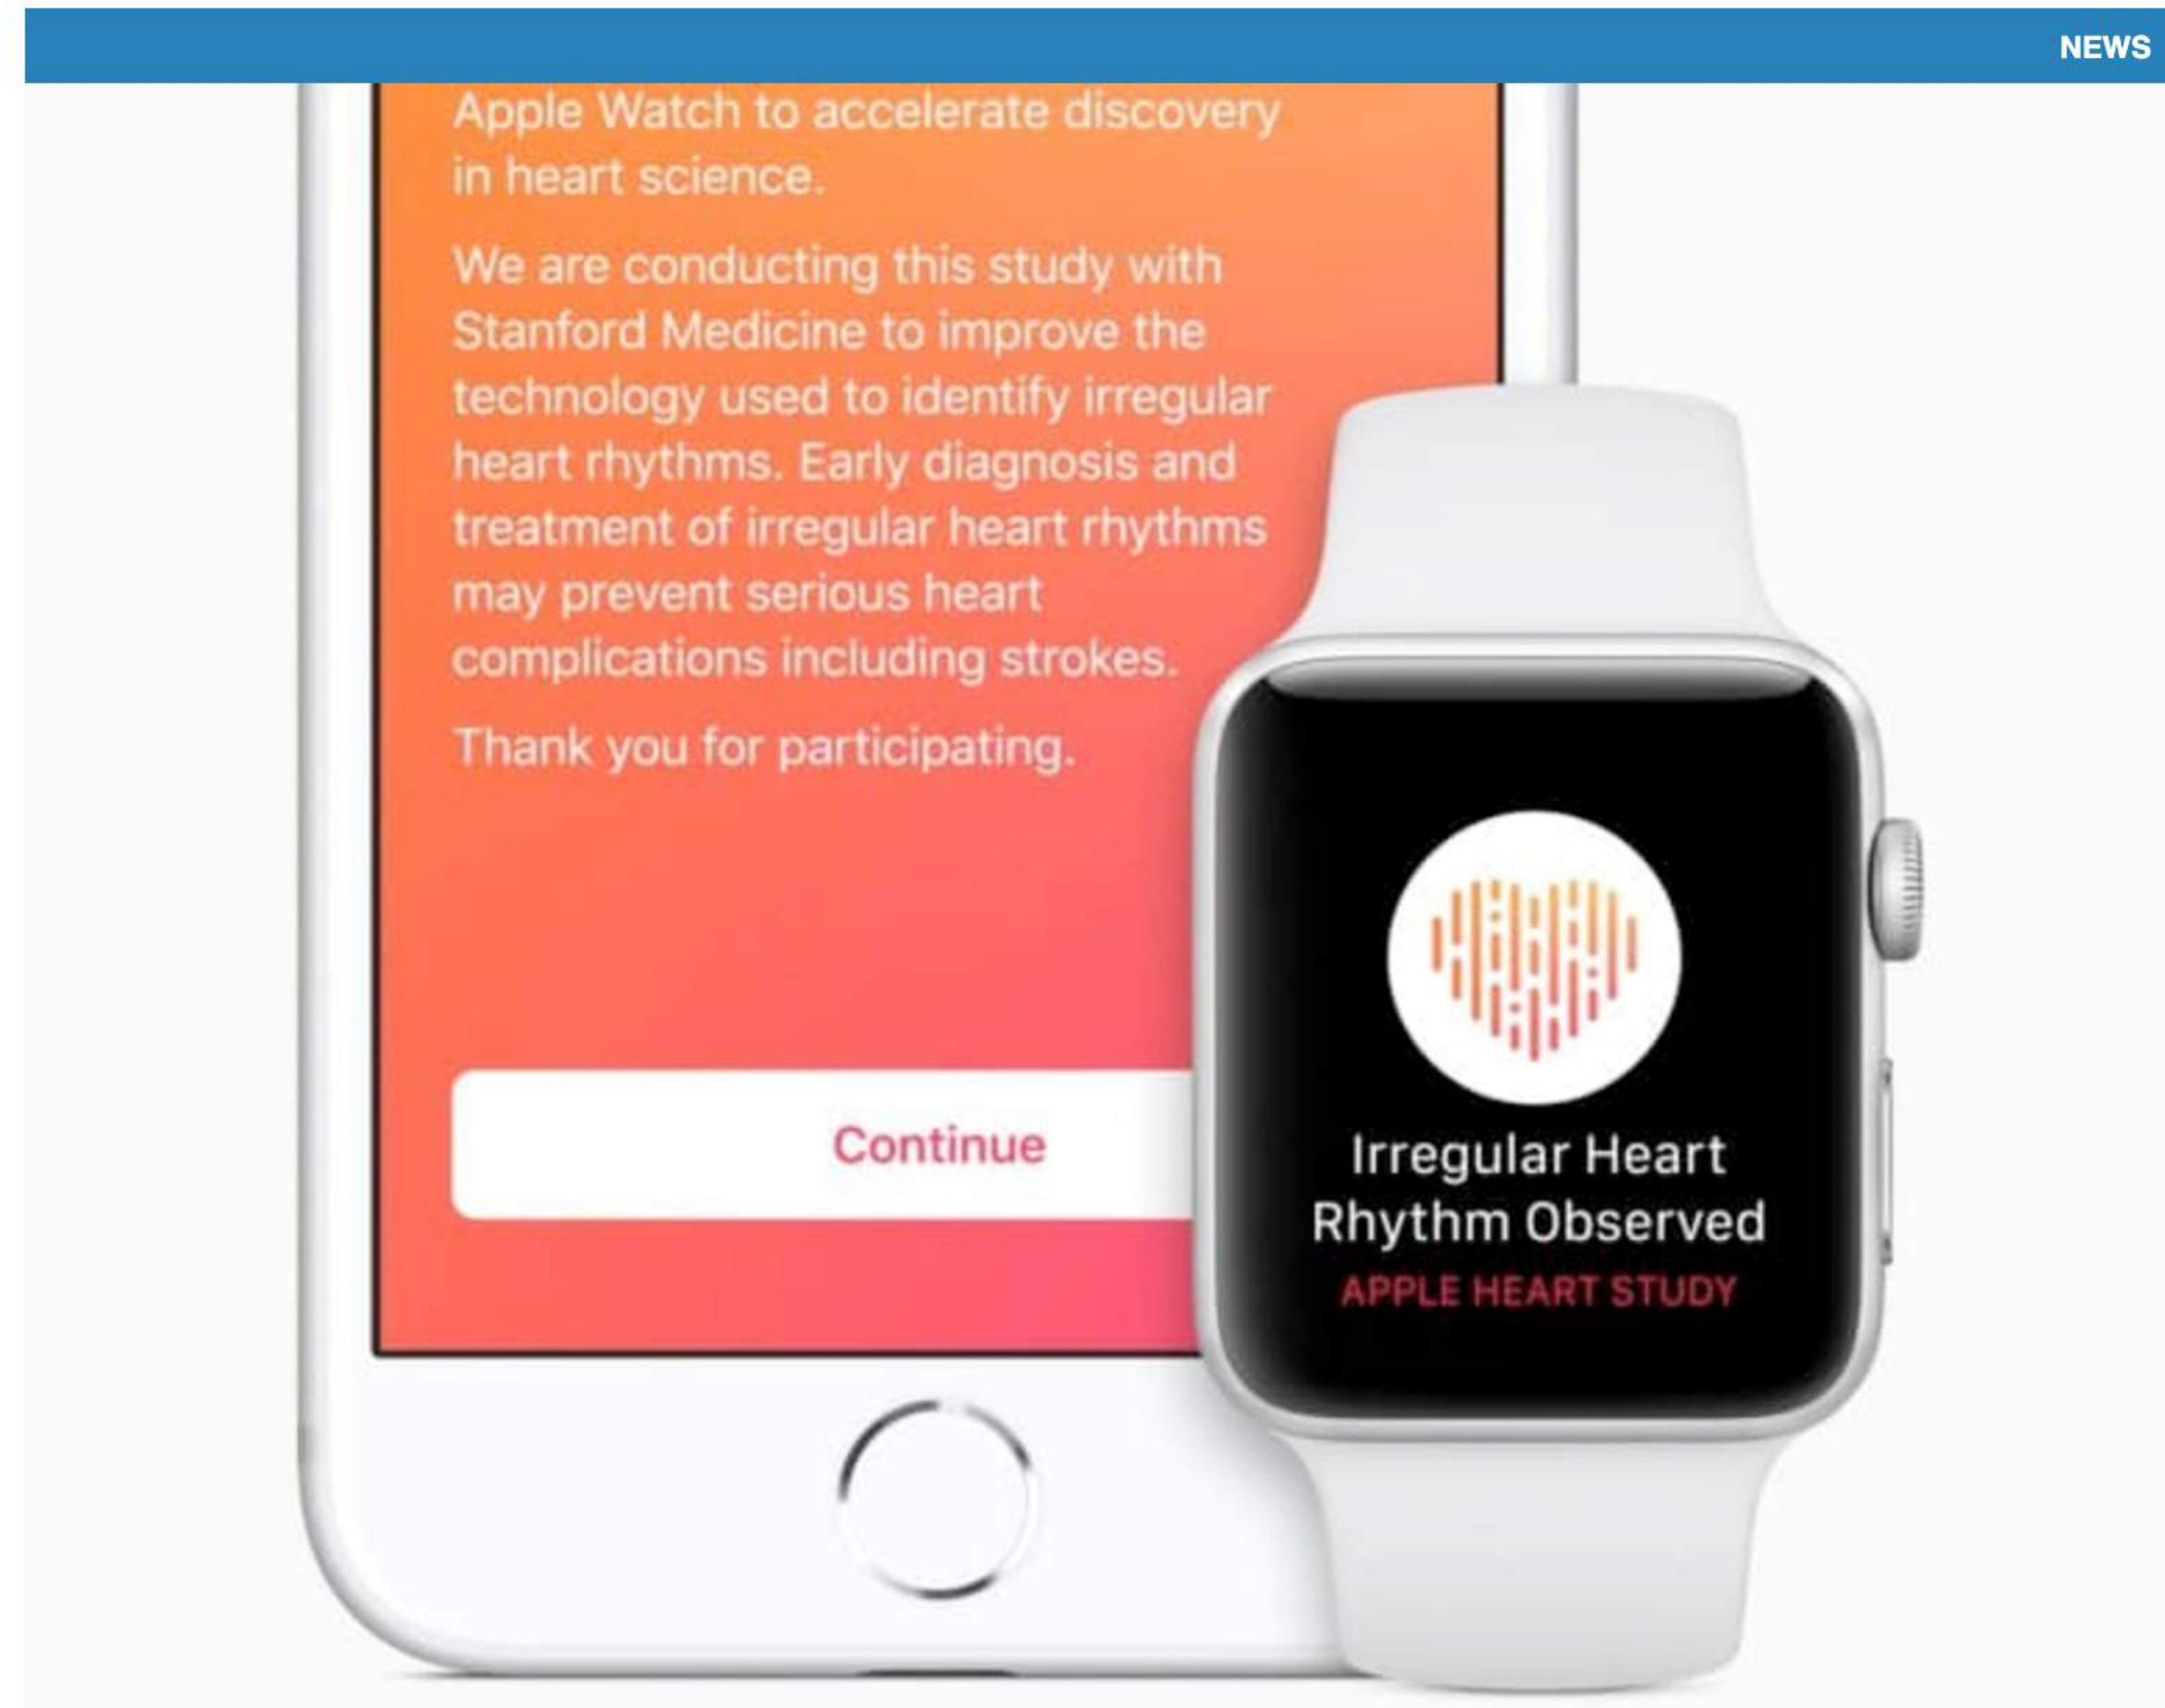 NEWS
Apple Watch to accelerate discovery
in heart science.
We are conducting this study with
Stanford Medicine to improve the
technology used to identify irregular
heart rhythms. Early diagnosis and
treatment of irregular heart rhythms
may prevent serious heart
complications including strokes.
Thank you for participating.
Continue
Irregular Heart
Rhythm Observed
APPLE HEART STUDY